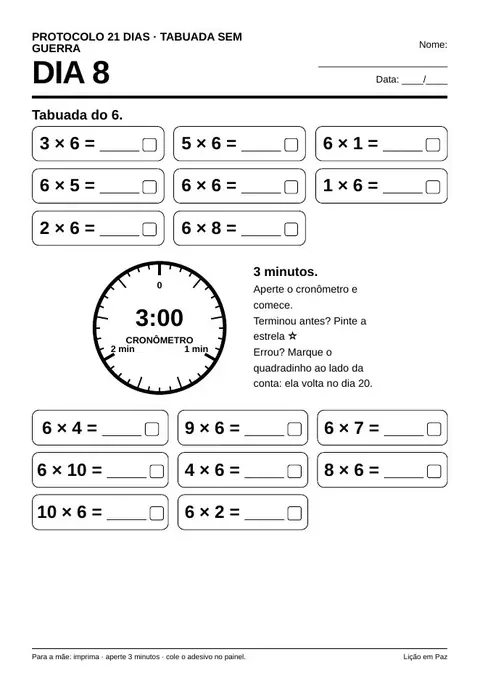 PROTOCOLO 21 DIAS · TABUADA SEM
GUERRA
DIA 8
Nome:
Data: ____/____
Tabuada do 6.
3 × 6 = ____ 5 × 6 = ____ 6 × 1 = ____
6 × 5 = ____ 6 × 6 = ____ 1 × 6 = ____
2 × 6 = ____ 6 × 8 = ____
0
3:00
CRONÔMETRO
2 min 1 min
3 minutos.
Aperte o cronômetro e
comece.
Terminou antes? Pinte a
estrela ☆
Errou? Marque o
quadradinho ao lado da
conta: ela volta no dia 20.
6 × 4 = ____ 9 × 6 = ____ 6 × 7 = ____
6 × 10 = ____ 4 × 6 = ____ 8 × 6 = ____
10 × 6 = ____ 6 × 2 = ____
Para a mãe: imprima · aperte 3 minutos · cole o adesivo no painel.
Lição em Paz